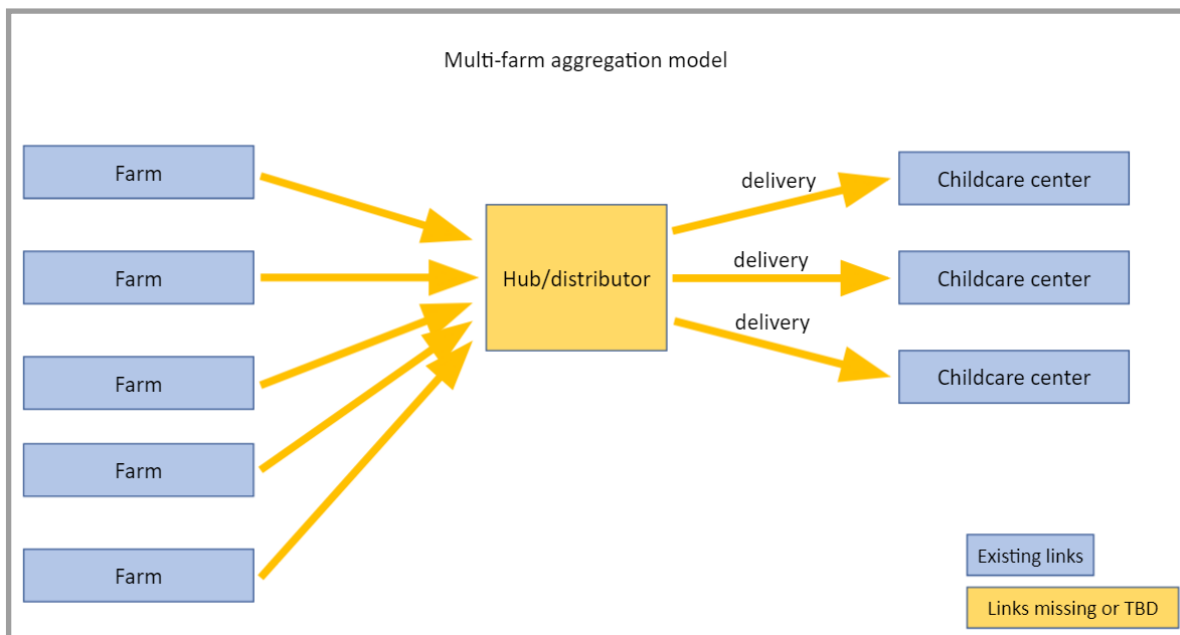 Multi-farm aggregation model
Farm
Farm
Farm
Farm
Farm
Hub/distributor
delivery
delivery
delivery
Childcare center
Childcare center
Childcare center
Existing links
Links missing or TBD